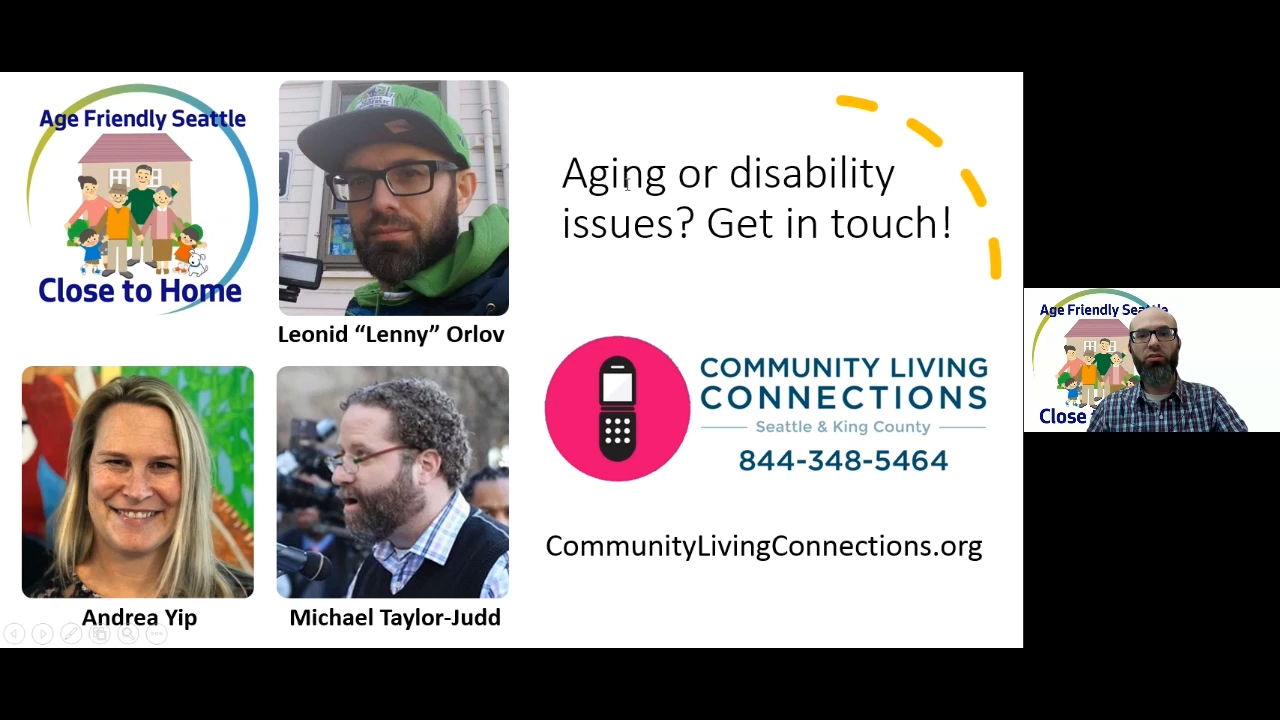 Age Friendly Seattle
Close to Home
Leonid “Lenny” Orlov
Andrea Yip
Michael Taylor-Judd
Aging or disability
issues? Get in touch!
COMMUNITY LIVING
CONNECTIONS
Seattle & King County
844-348-5464
CommunityLivingConnections.org
Age Friendly Seattle
Close